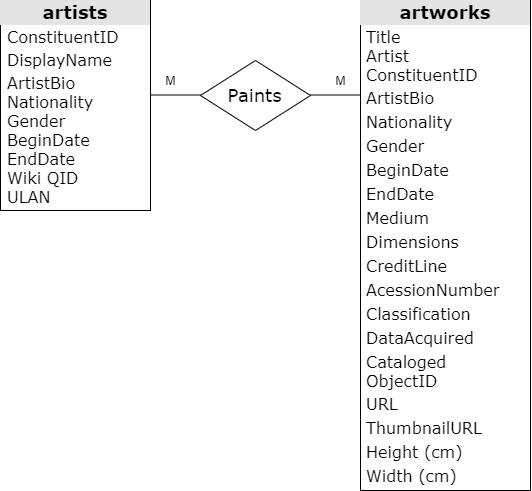 artists
ConstituentID
DisplayName
ArtistBio
Nationality
Gender
BeginDate
EndDate
Wiki QID
ULAN
M
Paints
M
artworks
Title
Artist
ConstituentID
ArtistBio
Nationality
Gender
BeginDate
EndDate
Medium
Dimensions
CreditLine
AcessionNumber
Classification
DataAcquired
Cataloged
ObjectID
URL
ThumbnailURL
Height (cm)
Width (cm)